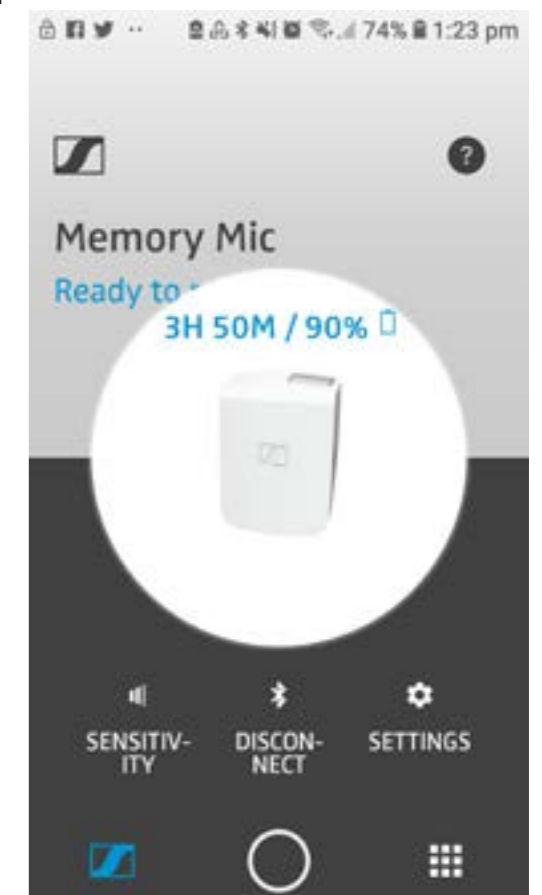 74% 1:23 pm
?
Memory Mic
Ready to
3H 50M / 90%
SENSITIV-
ITY
DISCON-
NECT
SETTINGS